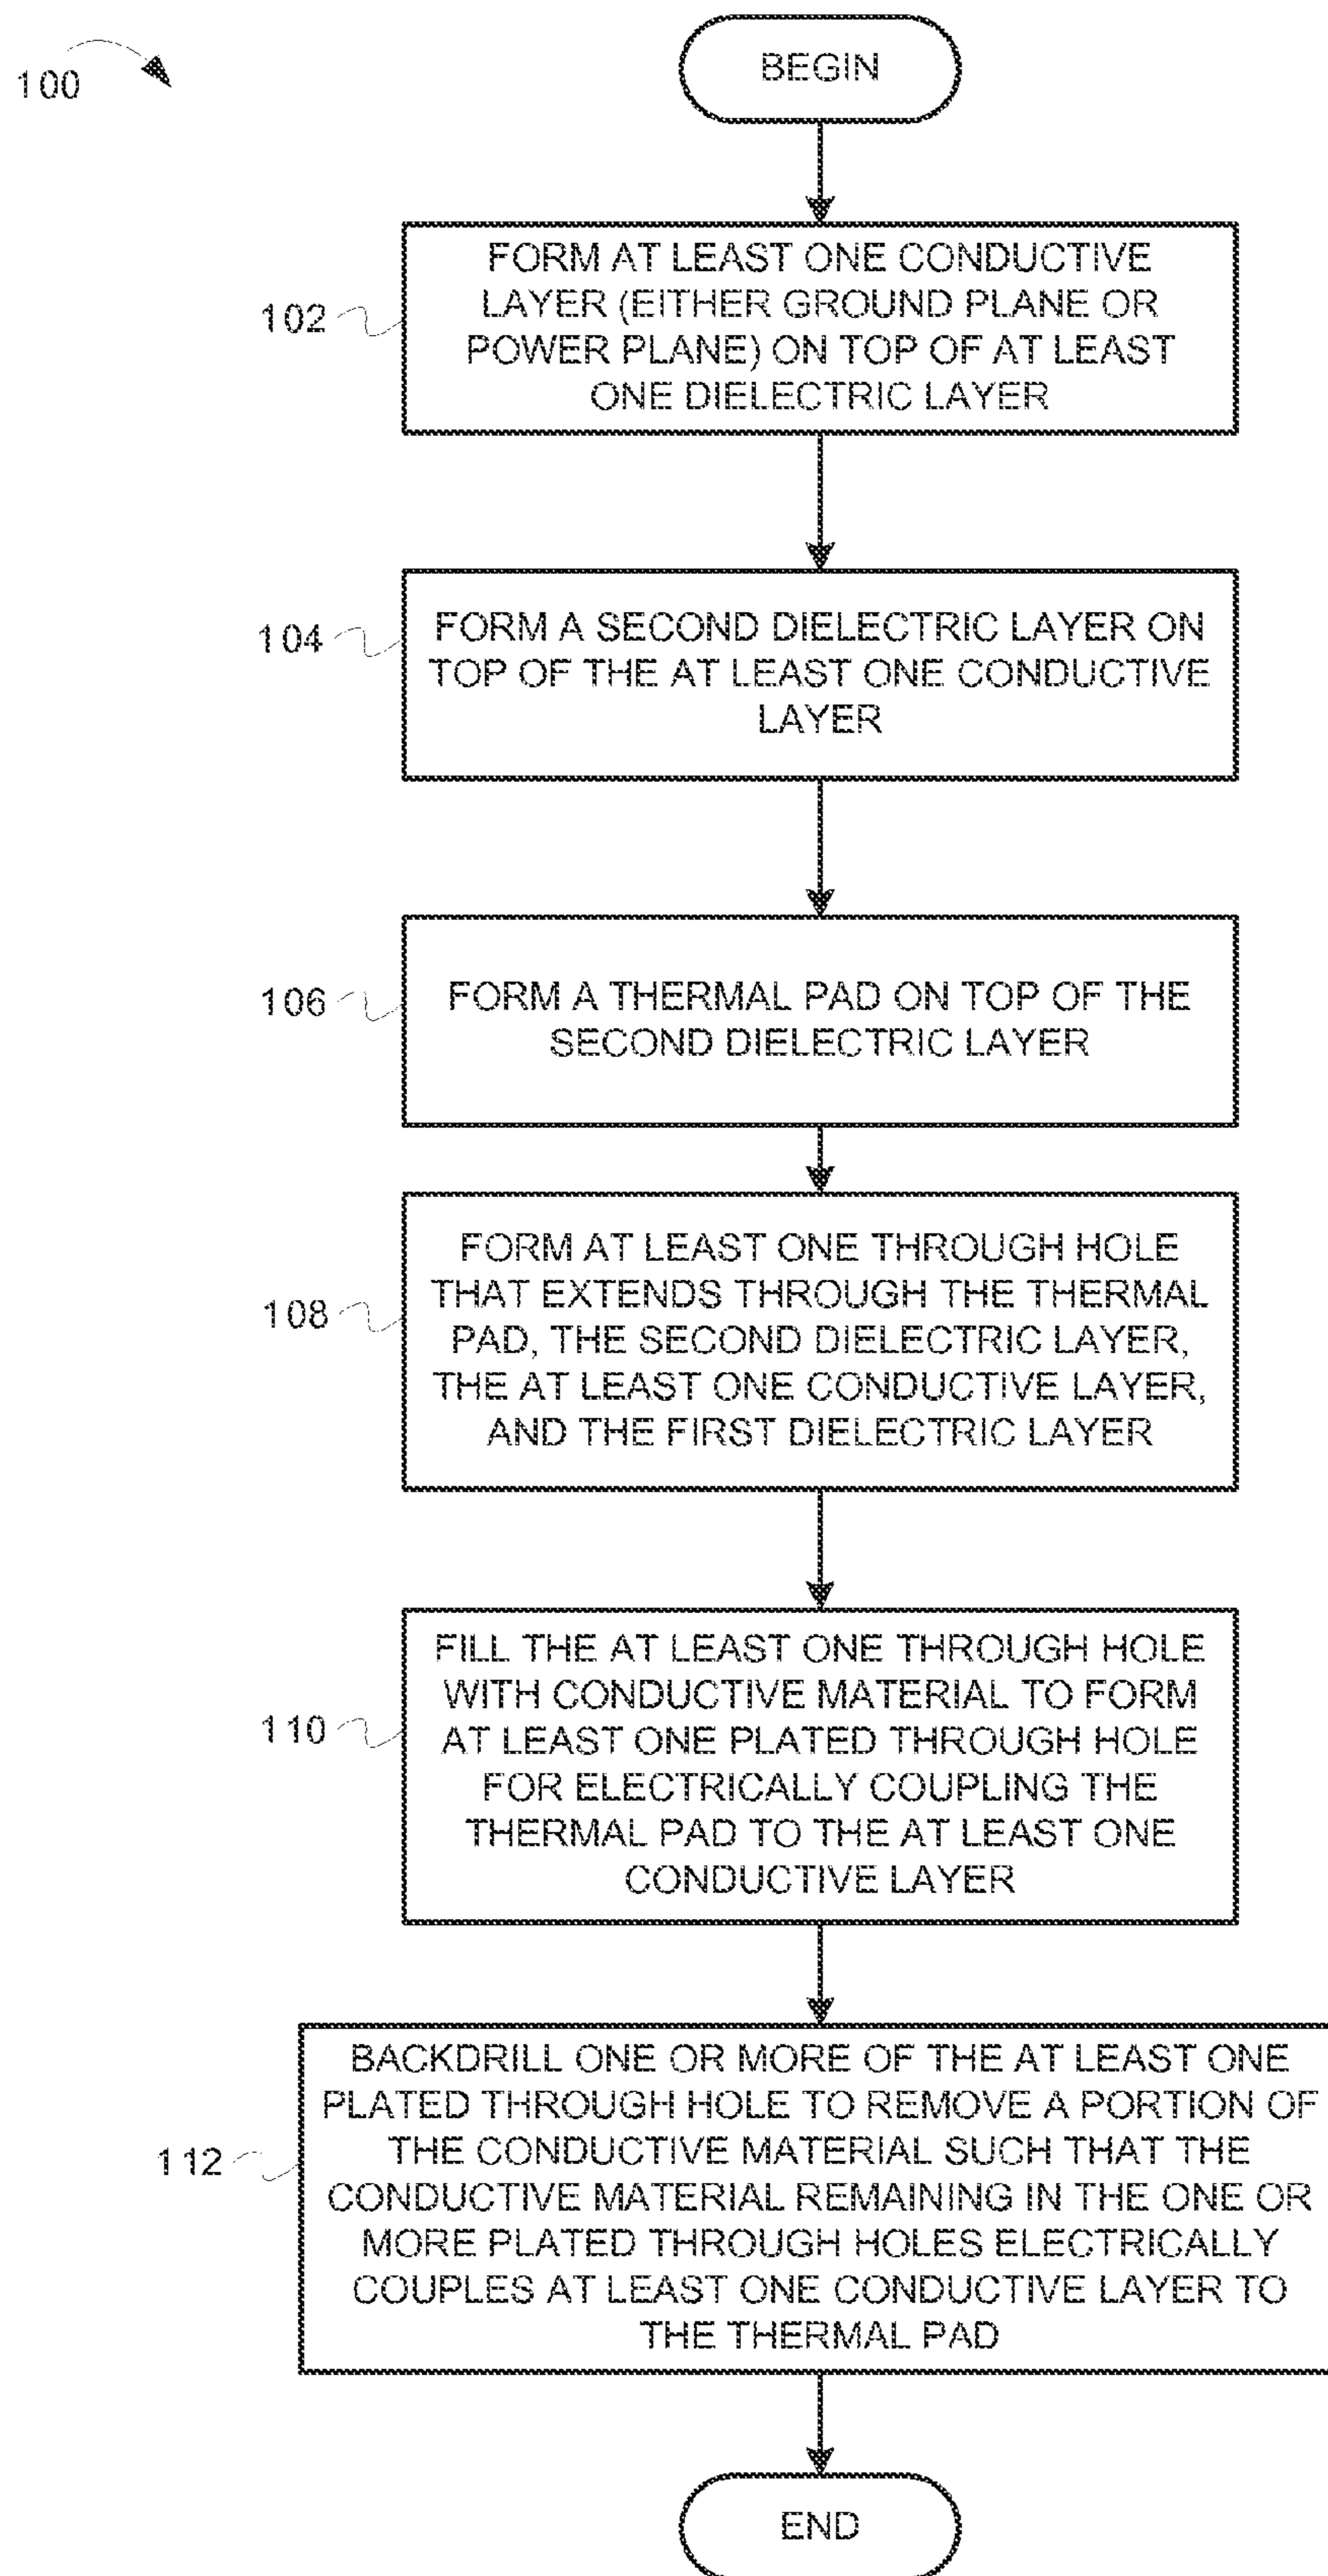 100
BEGIN
102
FORM AT LEAST ONE CONDUCTIVE
LAYER (EITHER GROUND PLANE OR
POWER PLANE) ON TOP OF AT LEAST
ONE DIELECTRIC LAYER
104
FORM A SECOND DIELECTRIC LAYER ON
TOP OF THE AT LEAST ONE CONDUCTIVE
LAYER
106
FORM A THERMAL PAD ON TOP OF THE
SECOND DIELECTRIC LAYER
108
FORM AT LEAST ONE THROUGH HOLE
THAT EXTENDS THROUGH THE THERMAL
PAD, THE SECOND DIELECTRIC LAYER,
THE AT LEAST ONE CONDUCTIVE LAYER,
AND THE FIRST DIELECTRIC LAYER
110
FILL THE AT LEAST ONE THROUGH HOLE
WITH CONDUCTIVE MATERIAL TO FORM
AT LEAST ONE PLATED THROUGH HOLE
FOR ELECTRICALLY COUPLING THE
THERMAL PAD TO THE AT LEAST ONE
CONDUCTIVE LAYER
112
BACKDRILL ONE OR MORE OF THE AT LEAST ONE
PLATED THROUGH HOLE TO REMOVE A PORTION OF
THE CONDUCTIVE MATERIAL SUCH THAT THE
CONDUCTIVE MATERIAL REMAINING IN THE ONE OR
MORE PLATED THROUGH HOLES ELECTRICALLY
COUPLES AT LEAST ONE CONDUCTIVE LAYER TO
THE THERMAL PAD
END